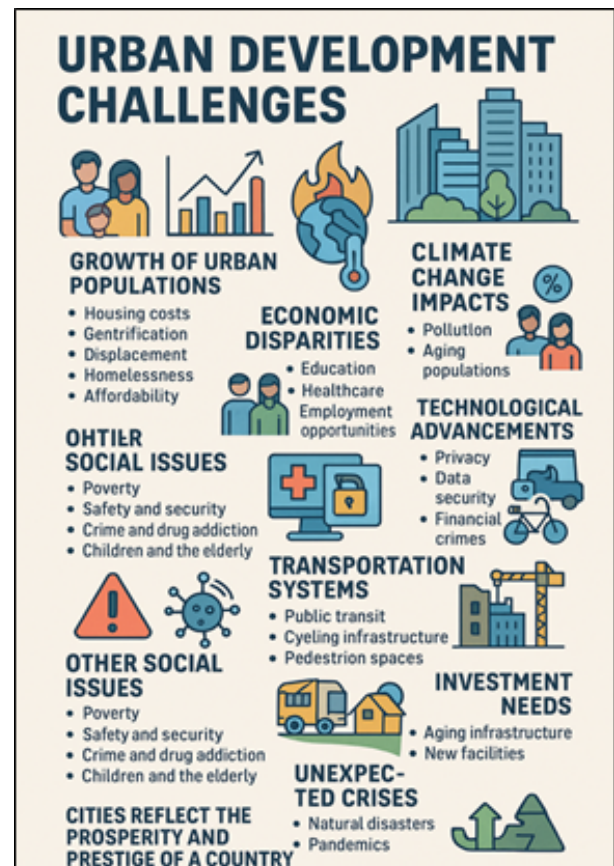 URBAN DEVELOPMENT
CHALLENGES
GROWTH OF URBAN
POPULATIONS
• Housing costs
• Gentrification
• Displacement
• Homelessness
• Affordability
CLIMATE
CHANGE
IMPACTS
%
• Pollution
• Aging
populations
ECONOMIC
DISPARITIES
• Education
• Healthcare
Employment
opportunities
TECHNOLOGICAL
ADVANCEMENTS
• Privacy
• Data
security
• Financial
crimes
OHTIER
SOCIAL ISSUES
• Poverty
• Safety and security
• Crime and drug addiction
• Children and the elderly
TRANSPORTATION
SYSTEMS
• Public transit
• Cyeling infrastructure
• Pedestrion spaces
OTHER SOCIAL
ISSUES
• Poverty
• Safety and security
• Crime and drug addiction
• Children and the elderly
INVESTMENT
NEEDS
• Aging infrastructure
• New facilities
UNEXPEC-
TED CRISES
• Natural disasters
• Pandemics
CITIES REFLECT THE
PROSPERITY AND
PRESTIGE OF A COUNTRY